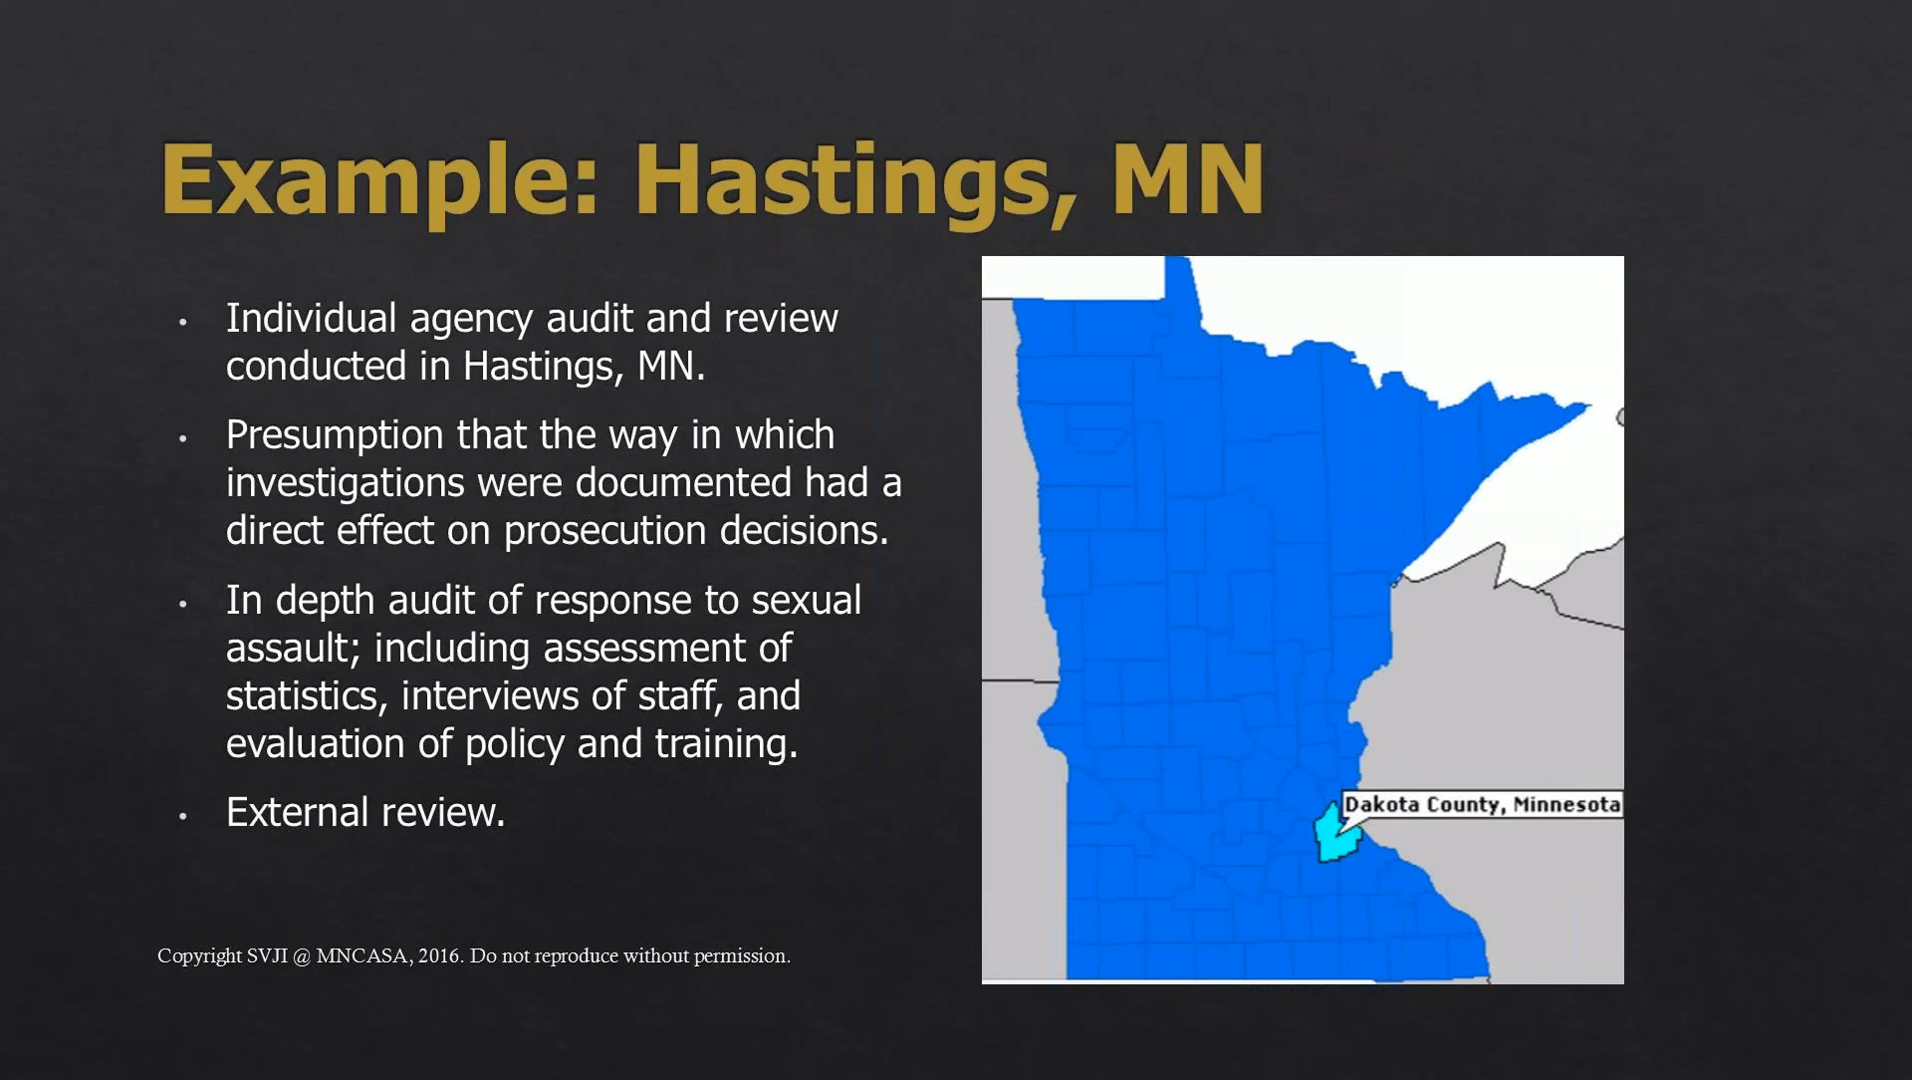 Example: Hastings, MN
• Individual agency audit and review
conducted in Hastings, MN.
• Presumption that the way in which
investigations were documented had a
direct effect on prosecution decisions.
• In depth audit of response to sexual
assault; including assessment of
statistics, interviews of staff, and
evaluation of policy and training.
• External review.
Dakota County, Minnesota
Copyright SVJI @ MNCASA, 2016. Do not reproduce without permission.